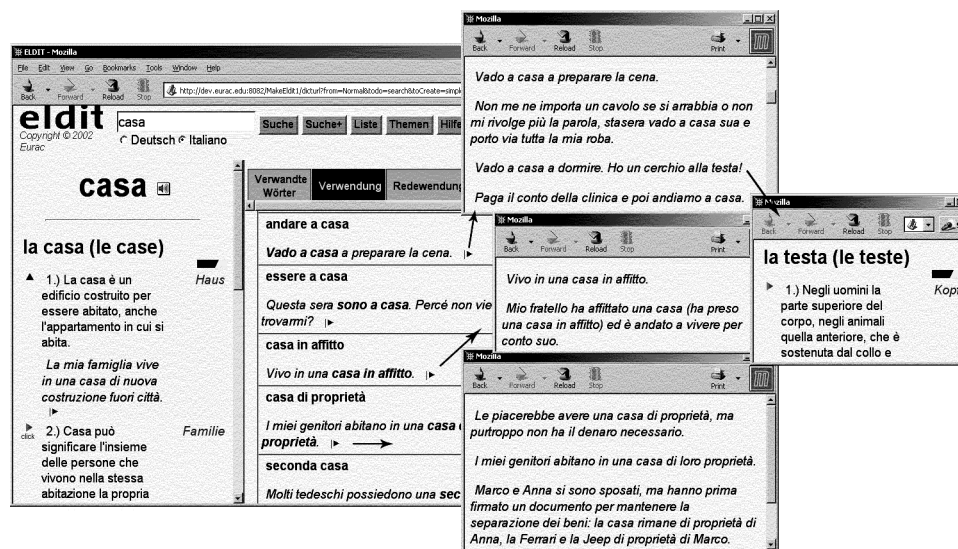 ELDIT - Mozilla
File Edit View Go Bookmarks Tools Window Help
Back Forward Reload Stop http://dev.eurac.edu:8082/MakeEldit1/dicturl?from=Normal&todo=search&toCreate=simpl
eldit
Copyright © 2002
Eurac
casa
Suche Suche+ Liste Themen Hilfe
Deutsch Italiano
casa
la casa (le case)
1.) La casa è un Haus
edificio costruito per
essere abitato, anche
l'appartamento in cui si
abita.
La mia famiglia vive
in una casa di nuova
costruzione fuori città.
click
2.) Casa può Familie
significare l'insieme
delle persone che
vivono nella stessa
abitazione la propria
Verwandte
Wörter
Verwendung
Redewendung
andare a casa
Vado a casa a preparare la cena.
essere a casa
Questa sera sono a casa. Percé non vie
trovarmi?
casa in affitto
Vivo in una casa in affitto.
casa di proprietà
I miei genitori abitano in una casa
proprietà.
seconda casa
Molti tedeschi possiedono una sec
Mozilla
Back Forward Reload Stop Print
Vado a casa a preparare la cena.
Non me ne importa un cavolo se si arrabbia o non
mi rivolge più la parola, stasera vado a casa sua e
porto via tutta la mia roba.
Vado a casa a dormire. Ho un cerchio alla testa!
Paga il conto della clinica e poi andiamo a casa.
Mozilla
Back Forward Reload Stop Print
Vivo in una casa in affitto.
Mio fratello ha affittato una casa (ha preso
una casa in affitto) ed è andato a vivere per
conto suo.
Mozilla
Back Forward Reload Stop Print
Le piacerebbe avere una casa di proprietà, ma
purtroppo non ha il denaro necessario.
I miei genitori abitano in una casa di loro proprietà.
Marco e Anna si sono sposati, ma hanno prima
firmato un documento per mantenere la
separazione dei beni: la casa rimane di proprietà di
Anna, la Ferrari e la Jeep di proprietà di Marco.
Mozilla
Back Forward Reload Stop
la testa (le teste)
1.) Negli uomini la Kopf
parte superiore del
corpo, negli animali
quella anteriore, che è
sostenuta dal collo e